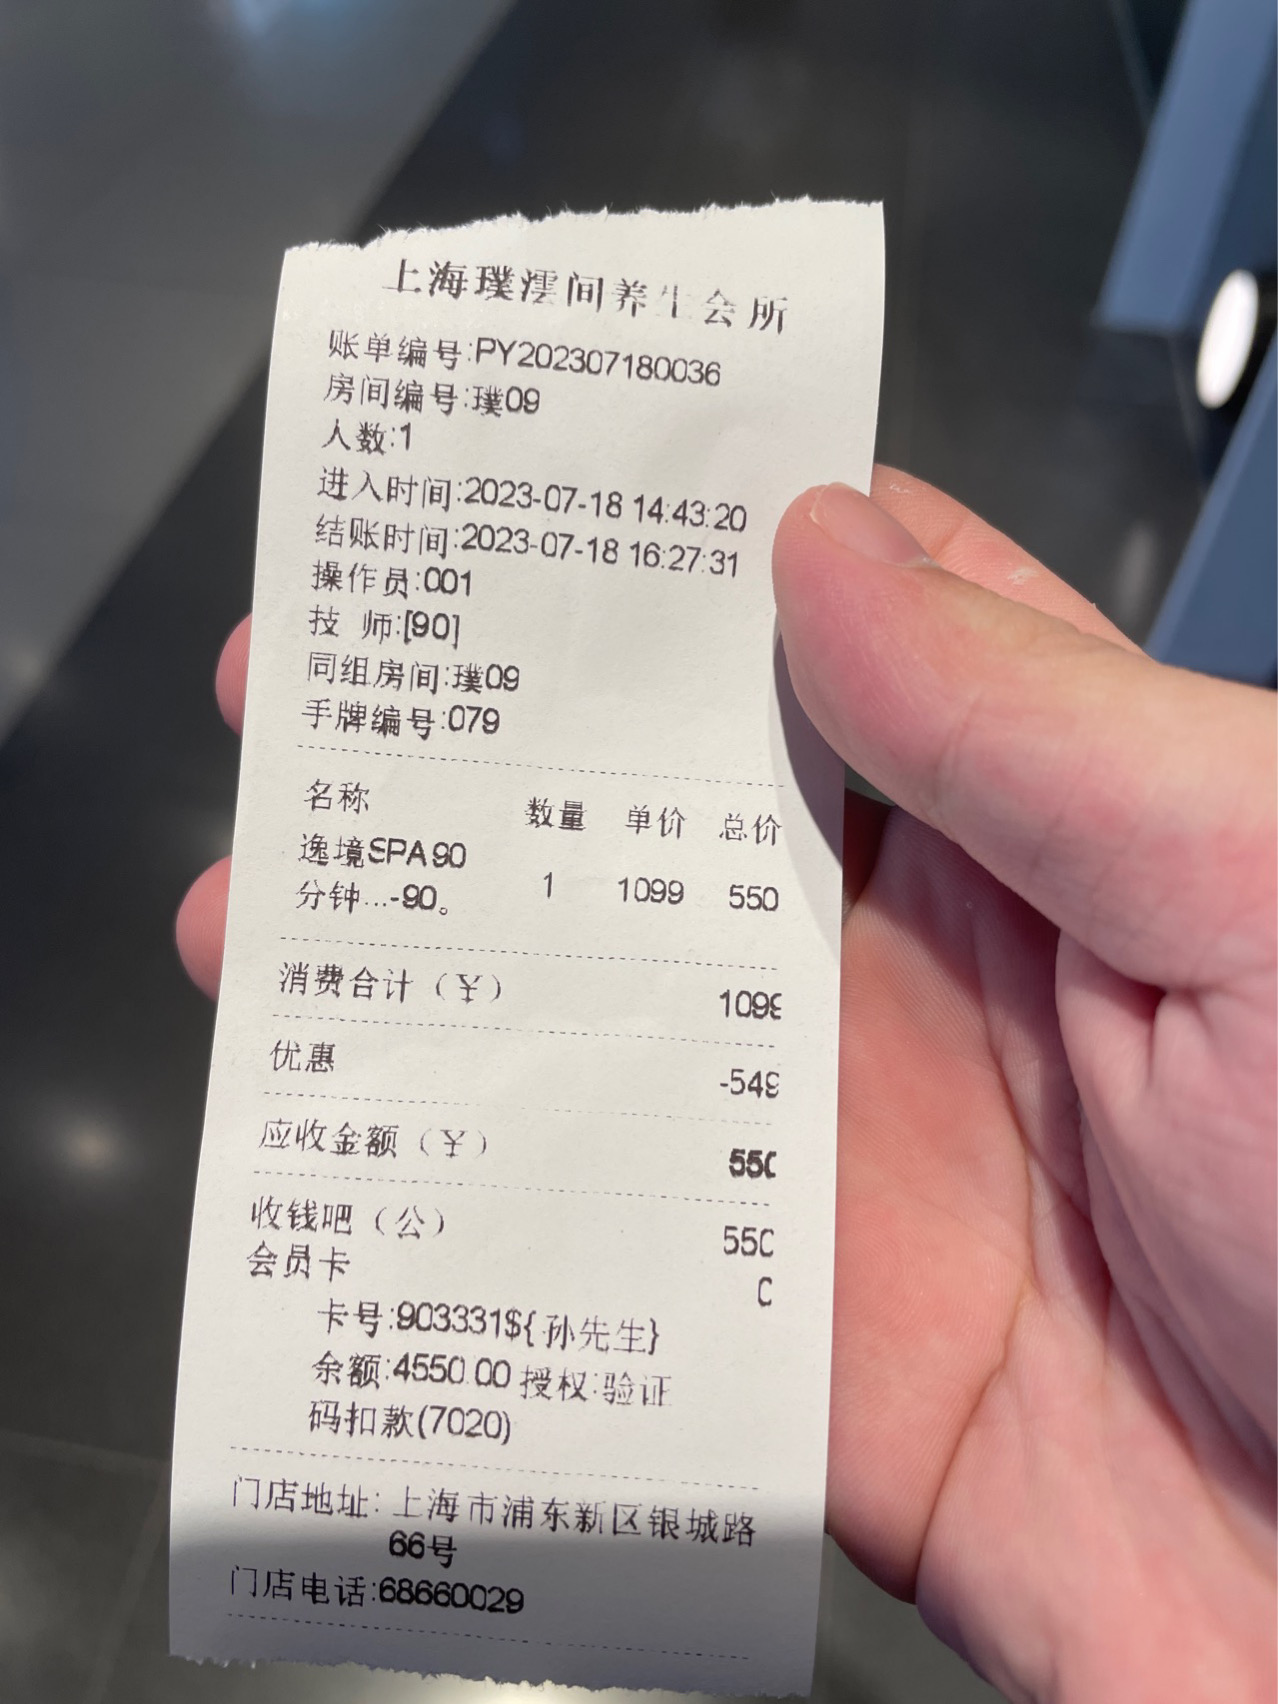 上海璞澐间养生会所
账单编号:PY202307180036
房间编号:璞09
人数:1
进入时间:2023-07-18 14:43:20
结账时间:2023-07-18 16:27:31
操作员:001
技 师:[90]
同组房间:璞09
手牌编号:079
名称 数量 单价 总价
逸境SPA90
分钟...-90。 1 1099 550
消费合计（¥） 1099
优惠 -549
应收金额（¥） 550
收钱吧（公） 550
会员卡 0
卡号:903331${孙先生}
余额:4550.00 授权:验证
码扣款(7020)
门店地址: 上海市浦东新区银城路
66号
门店电话:68660029